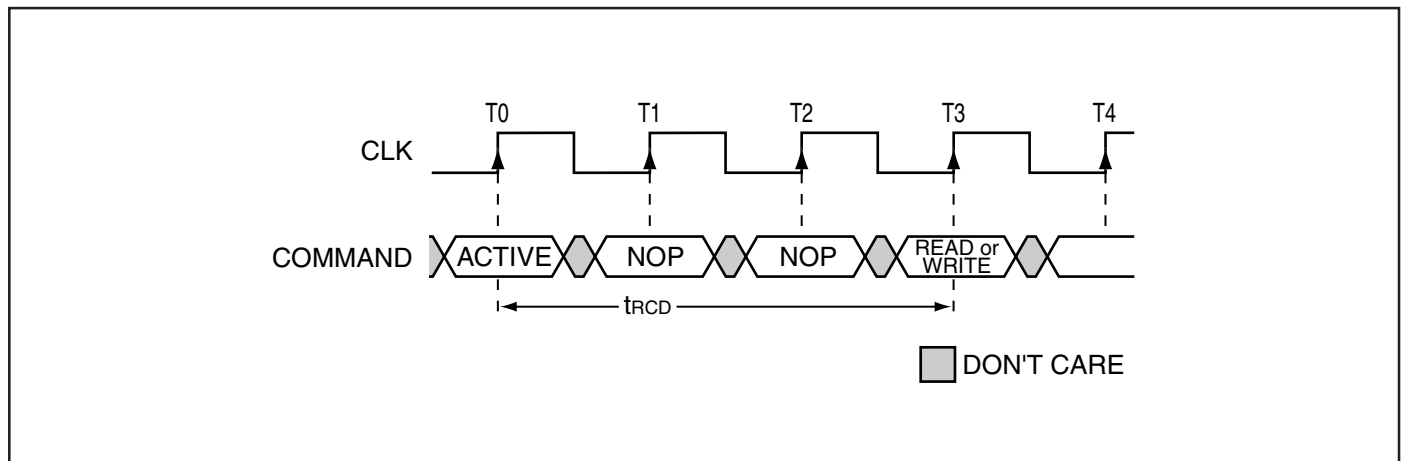 T0 T1 T2 T3 T4
CLK
COMMAND ACTIVE NOP NOP READ or
WRITE
tRCD
DON'T CARE